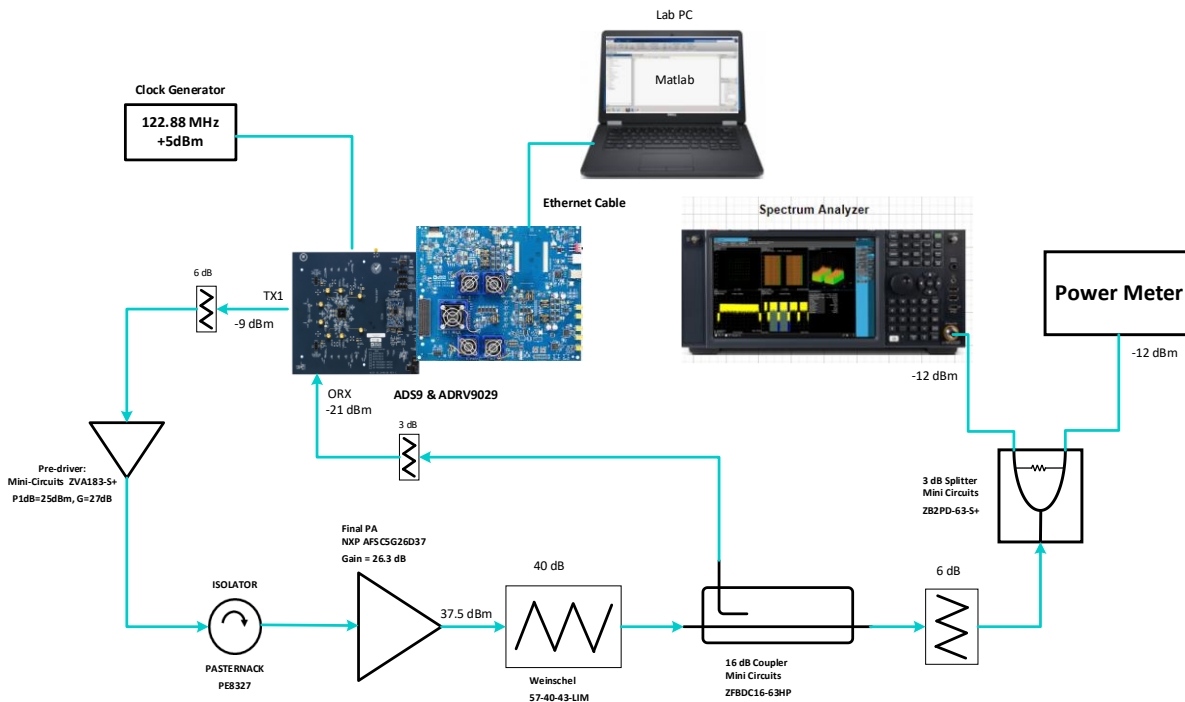 Lab PC
Matlab
Clock Generator
122.88 MHz
+5dBm
Ethernet Cable
Spectrum Analyzer
Power Meter
6 dB
TX1
-9 dBm
-12 dBm
-12 dBm
ORX
-21 dBm
ADS9 & ADRV9029
3 dB
Pre-driver:
Mini-Circuits ZVA183-S+
P1dB=25dBm, G=27dB
3 dB Splitter
Mini Circuits
ZB2PD-63-S+
Final PA
NXP AFSC5G26D37
Gain = 26.3 dB
40 dB
6 dB
ISOLATOR
37.5 dBm
PASTERNACK
PE8327
Weinschel
57-40-43-LIM
16 dB Coupler
Mini Circuits
ZFBDC16-63HP